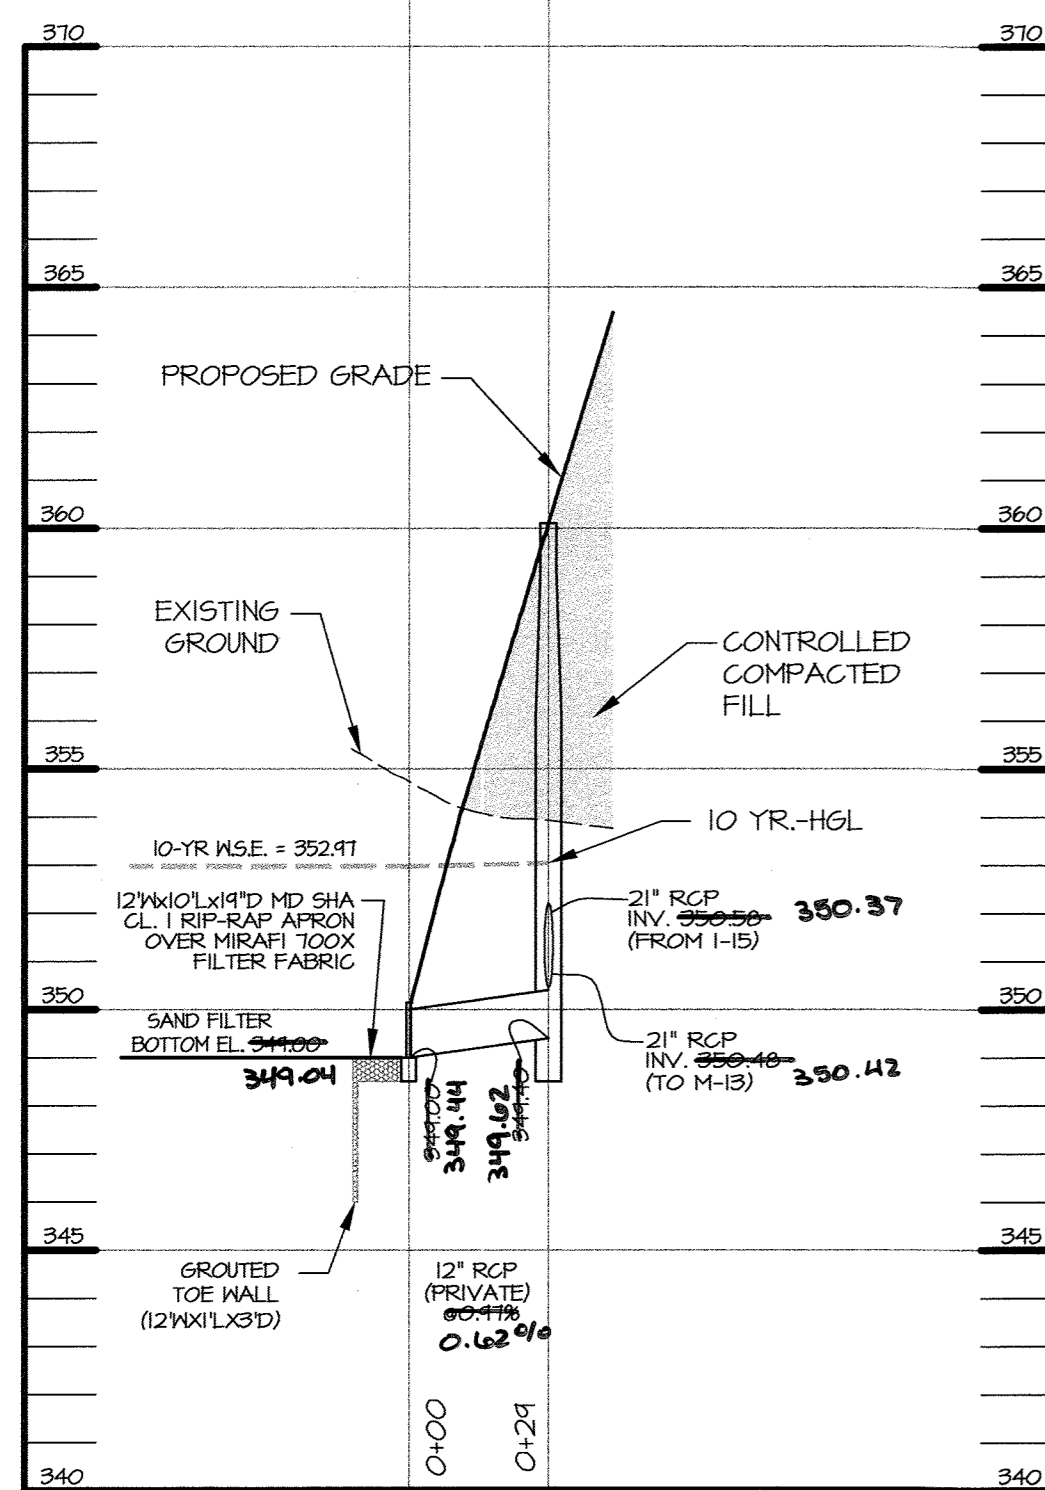 370 370
365 365
PROPOSED GRADE
360 360
EXISTING
GROUND
CONTROLLED
COMPACTED
FILL
355 355
10 YR.-HGL
10-YR W.S.E. = 352.97
12'Wx10'Lx19"D MD SHA
CL. 1 RIP-RAP APRON
OVER MIRAFI 700X
FILTER FABRIC
21" RCP
INV. 350.58 350.37
(FROM I-15)
350 350
SAND FILTER
BOTTOM EL. 349.00
349.04
21" RCP
INV. 350.48 350.42
(TO M-13)
349.00
349.44
349.62
349.40
345 345
GROUTED
TOE WALL
(12'WX1'LX3'D)
12" RCP
(PRIVATE)
@0.97%
0.62%
0+00
0+29
340 340